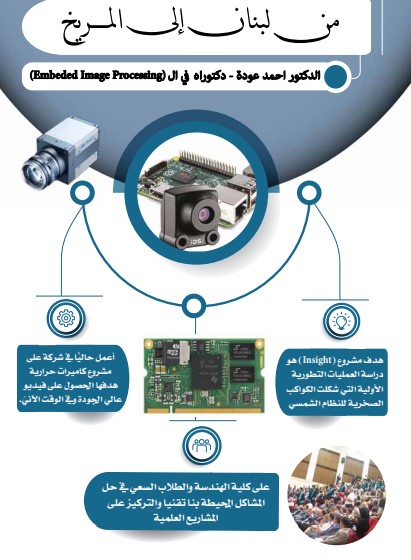 من لبنان إلى المريخ
الدكتور احمد عودة - دكتوراه في ال (Embeded Image Processing)
هدف مشروع (Insight) هو
دراسة العمليات التطورية
الأولية التي شكلت الكواكب
الصخرية للنظام الشمسي
أعمل حاليًا في شركة على
مشروع كاميرات حرارية
هدفها الحصول على فيديو
عالي الجودة وفي الوقت الآني.
على كلية الهندسة والطلاب السعي في حل
المشاكل المحيطة بنا تقنيا والتركيز على
المشاريع العلمية